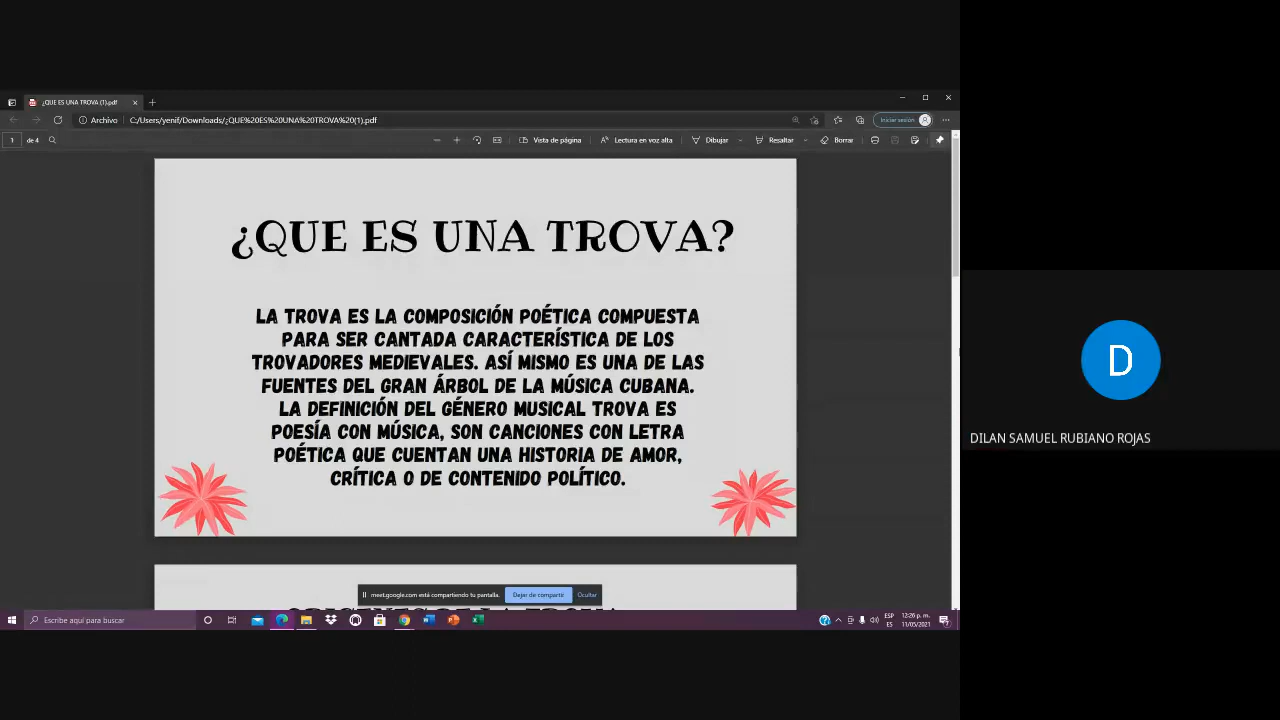 ¿QUE ES UNA TROVA (1).pdf
Archivo
C:/Users/yenif/Downloads/¿QUE%20ES%20UNA%20TROVA%20(1).pdf
Iniciar sesión
1 de 4
Vista de página
Lectura en voz alta
Dibujar
Resaltar
Borrar
¿QUE ES UNA TROVA?
LA TROVA ES LA COMPOSICIÓN POÉTICA COMPUESTA
PARA SER CANTADA CARACTERÍSTICA DE LOS
TROVADORES MEDIEVALES. ASÍ MISMO ES UNA DE LAS
FUENTES DEL GRAN ÁRBOL DE LA MÚSICA CUBANA.
LA DEFINICIÓN DEL GÉNERO MUSICAL TROVA ES
POESÍA CON MÚSICA, SON CANCIONES CON LETRA
POÉTICA QUE CUENTAN UNA HISTORIA DE AMOR,
CRÍTICA O DE CONTENIDO POLÍTICO.
D
DILAN SAMUEL RUBIANO ROJAS
meet.google.com está compartiendo tu pantalla.
Dejar de compartir
Ocultar
Escribe aquí para buscar
ESP
ES
12:26 p. m.
11/05/2021